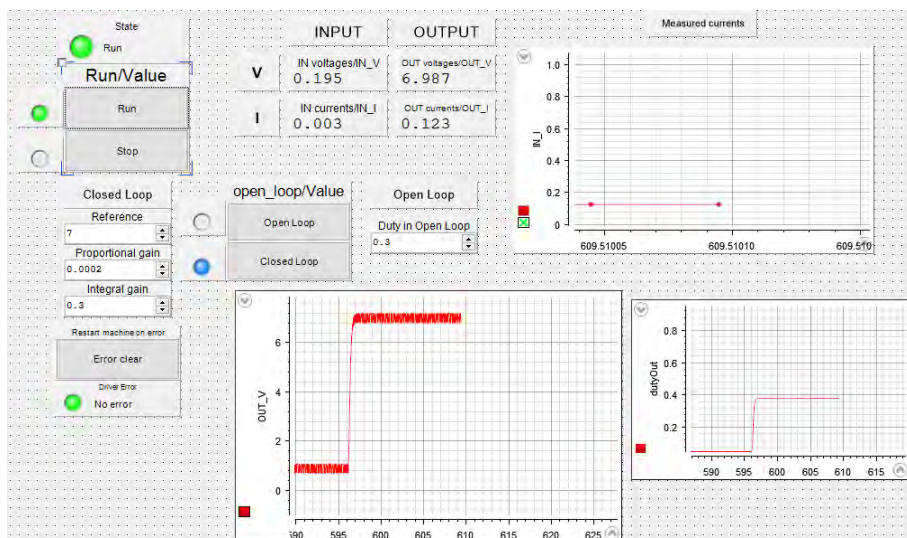 State
Run
Run/Value
Run
Stop
INPUT OUTPUT
V
IN voltages/IN_V
0.195
OUT voltages/OUT_V
6.987
I
IN currents/IN_I
0.003
OUT currents/OUT_I
0.123
Measured currents
1.0
0.8
0.6
0.4
0.2
0
IN_I
609.51005 609.51010
Closed Loop
Reference
7
Proportional gain
0.0002
Integral gain
0.3
Restart machine on error
Error clear
Driver Error
No error
open_loop/Value
Open Loop
Closed Loop
Open Loop
Duty in Open Loop
0.3
6
4
2
0
OUT_V
595 600 605 610 615 620 625
0.8
0.6
0.4
0.2
dutyOut
590 595 600 605 610 615